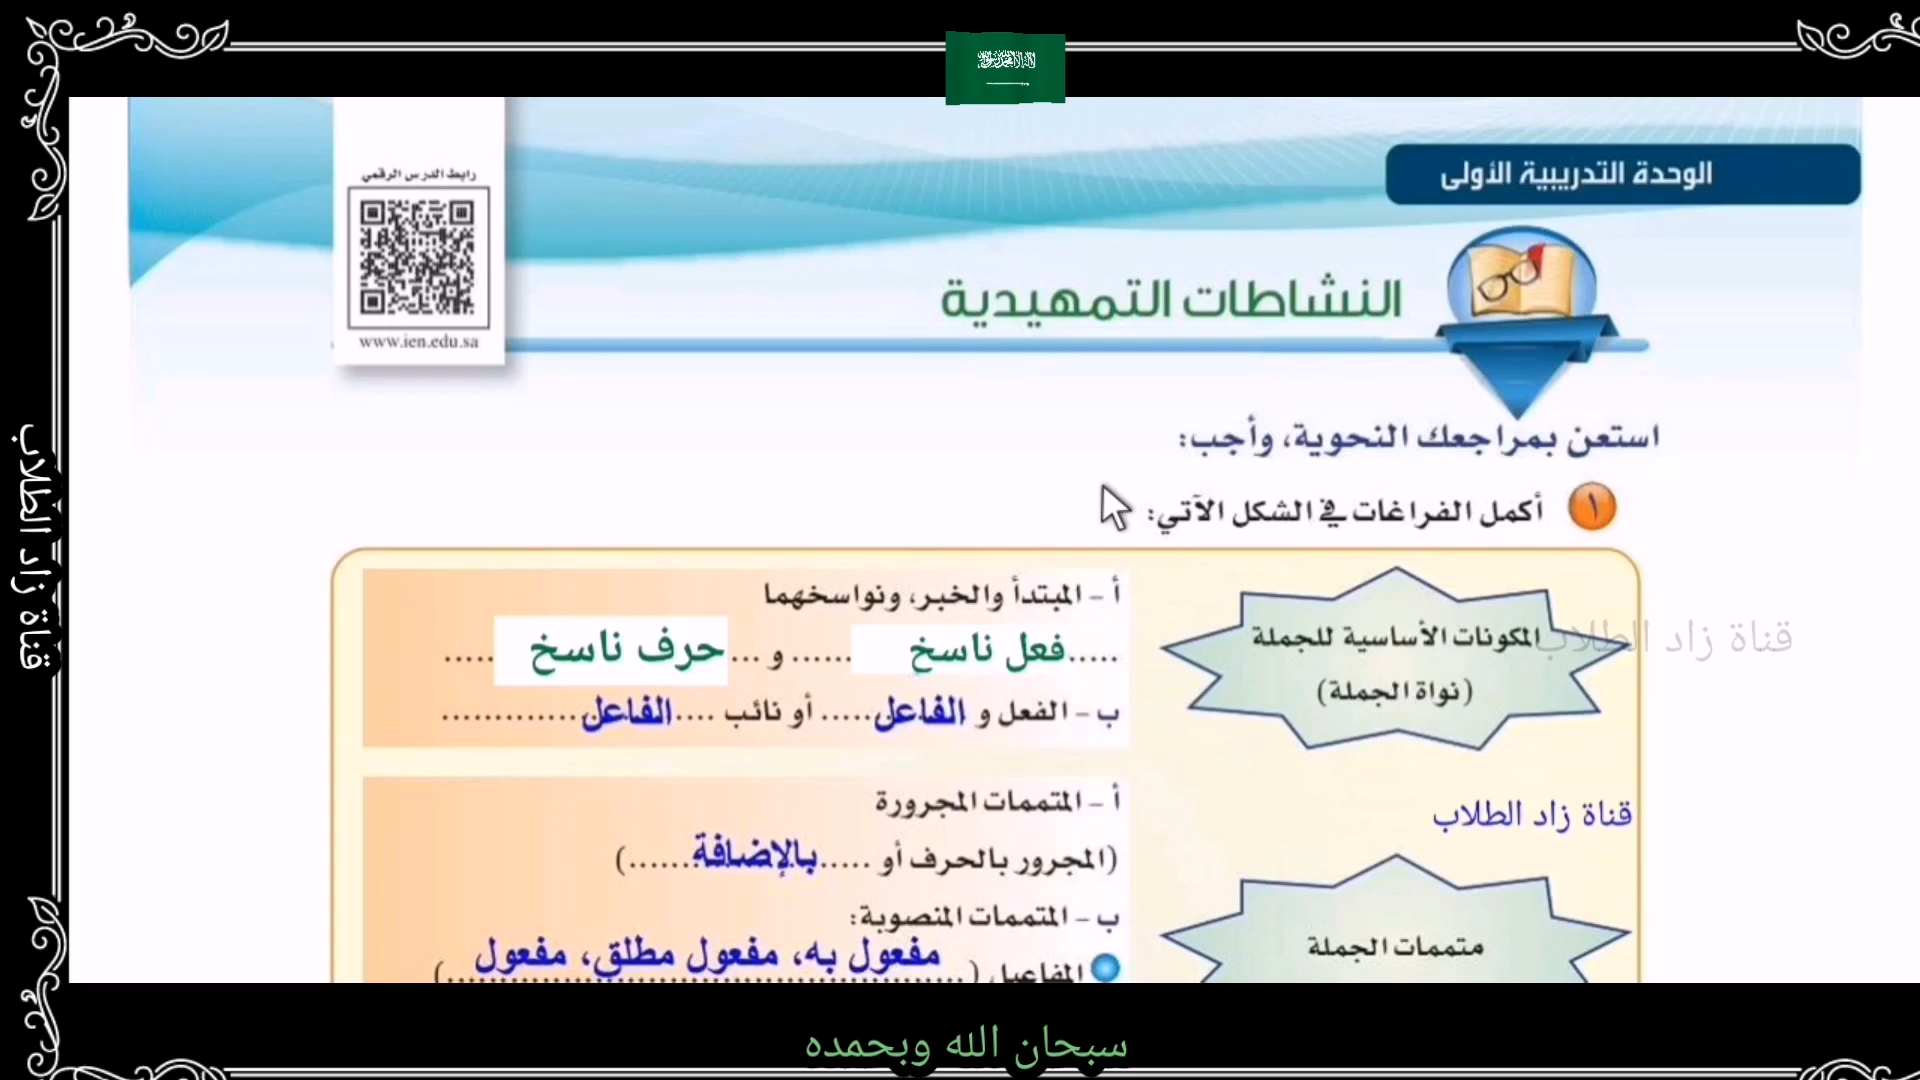 الوحدة التدريبية الأولى
رابط الدرس الرقمي
www.ien.edu.sa
النشاطات التمهيدية
استعن بمراجعك النحوية، وأجب:
١ أكمل الفراغات في الشكل الآتي:
المكونات الأساسية للجملة
(نواة الجملة)
أ - المبتدأ والخبر، ونواسخهما
.....فعل ناسخ...... و ...حرف ناسخ.....
ب - الفعل و الفاعل..... أو نائب ....الفاعل.............
قناة زاد الطلاب
قناة زاد الطلاب
متممات الجملة
أ - المتممات المجرورة
(المجرور بالحرف أو .....بالإضافة......)
ب - المتممات المنصوبة:
المفاعيل (مفعول به، مفعول مطلق، مفعول)
قناة زاد الطلاب
سبحان الله وبحمده